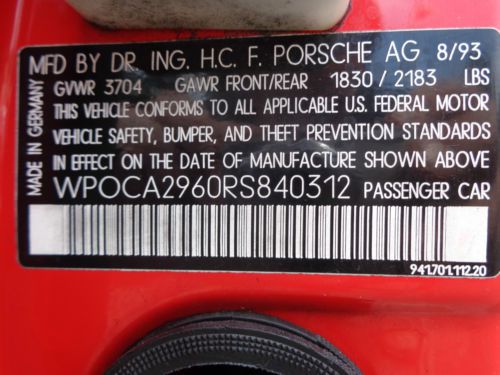 MFD BY DR. ING. H.C. F. PORSCHE AG 8/93
GVWR 3704 GAWR FRONT/REAR 1830 / 2183 LBS
THIS VEHICLE CONFORMS TO ALL APPLICABLE U.S. FEDERAL MOTOR
VEHICLE SAFETY, BUMPER, AND THEFT PREVENTION STANDARDS
IN EFFECT ON THE DATE OF MANUFACTURE SHOWN ABOVE
WPOCA2960RS840312 PASSENGER CAR
941.701.112.20
MADE IN GERMANY